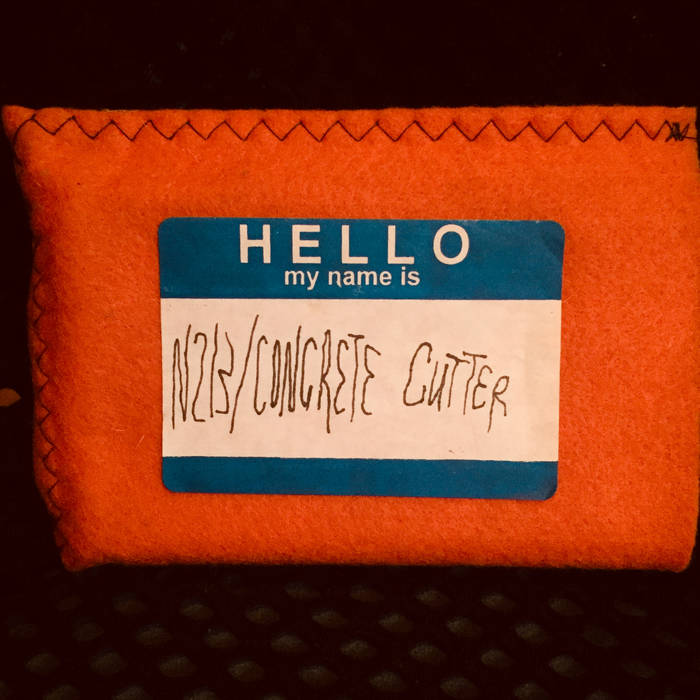 HELLO
my name is
N213/CONCRETE CUTTER